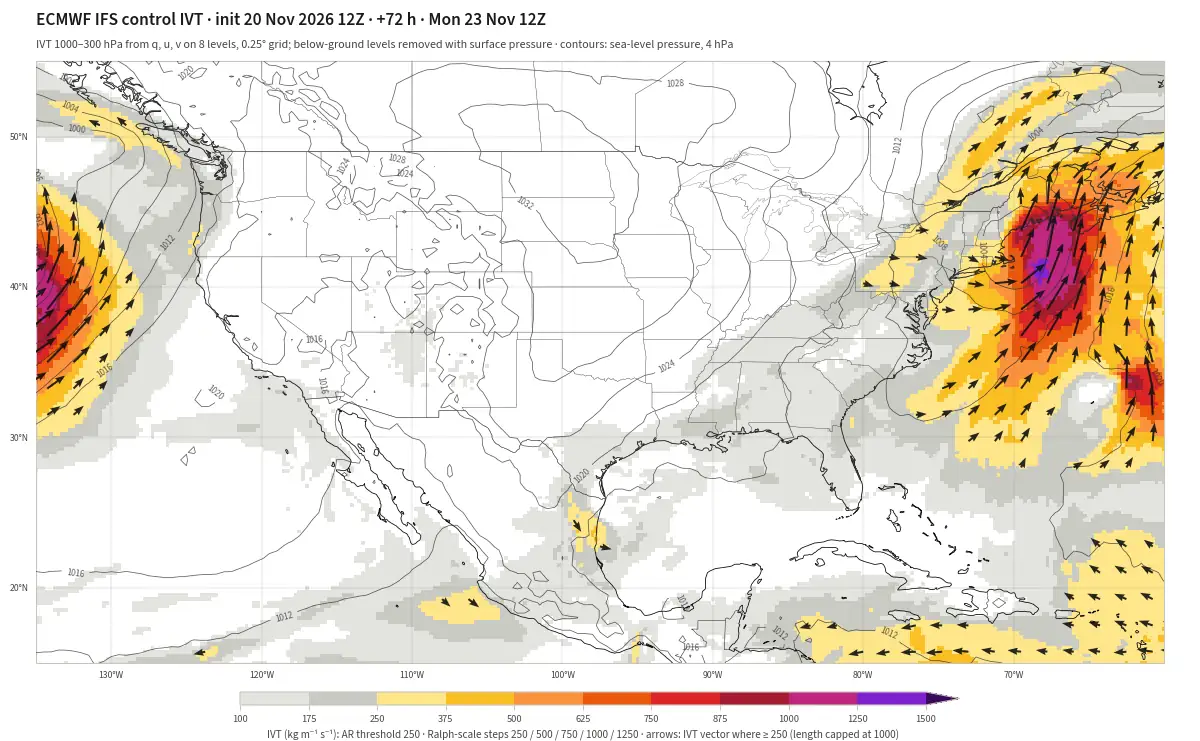 ECMWF IFS control IVT · init 20 Nov 2026 12Z · +72 h · Mon 23 Nov 12Z
IVT 1000–300 hPa from q, u, v on 8 levels, 0.25° grid; below-ground levels removed with surface pressure · contours: sea-level pressure, 4 hPa
1020
1028
1004
1000
50°N
1004
1012
1028
1024
1024
1032
1012
1008
1004
40°N
1016
1016
1016
1024
1016
1020
30°N
1020
1016
20°N
1012
1012
1012
1016
130°W
120°W
110°W
100°W
90°W
80°W
70°W
100
175
250
375
500
625
750
875
1000
1250
1500
IVT (kg m⁻¹ s⁻¹): AR threshold 250 · Ralph-scale steps 250 / 500 / 750 / 1000 / 1250 · arrows: IVT vector where ≥ 250 (length capped at 1000)